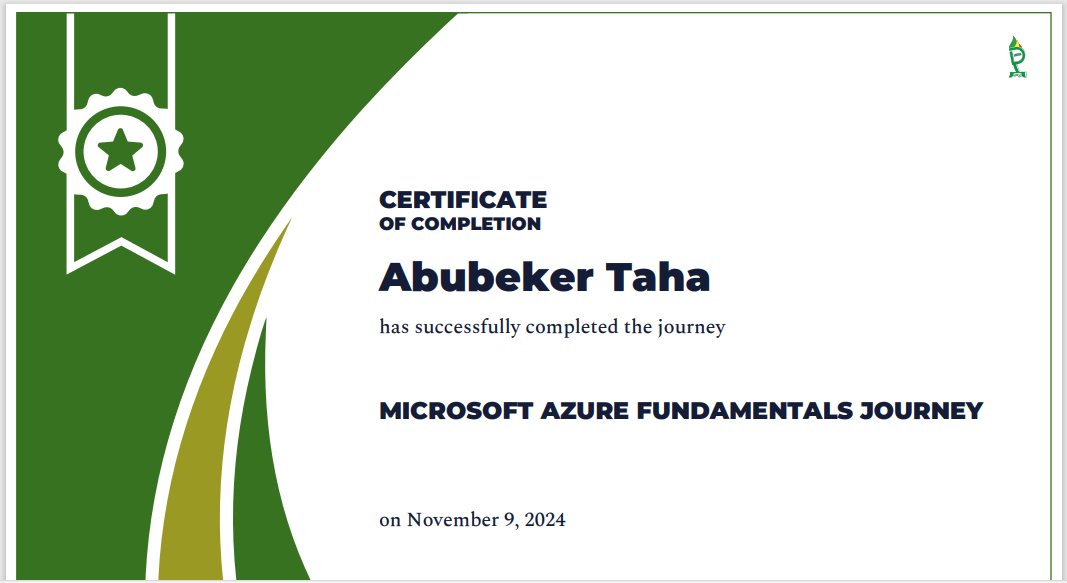 CERTIFICATE
OF COMPLETION
Abubeker Taha
has successfully completed the journey
MICROSOFT AZURE FUNDAMENTALS JOURNEY
on November 9, 2024